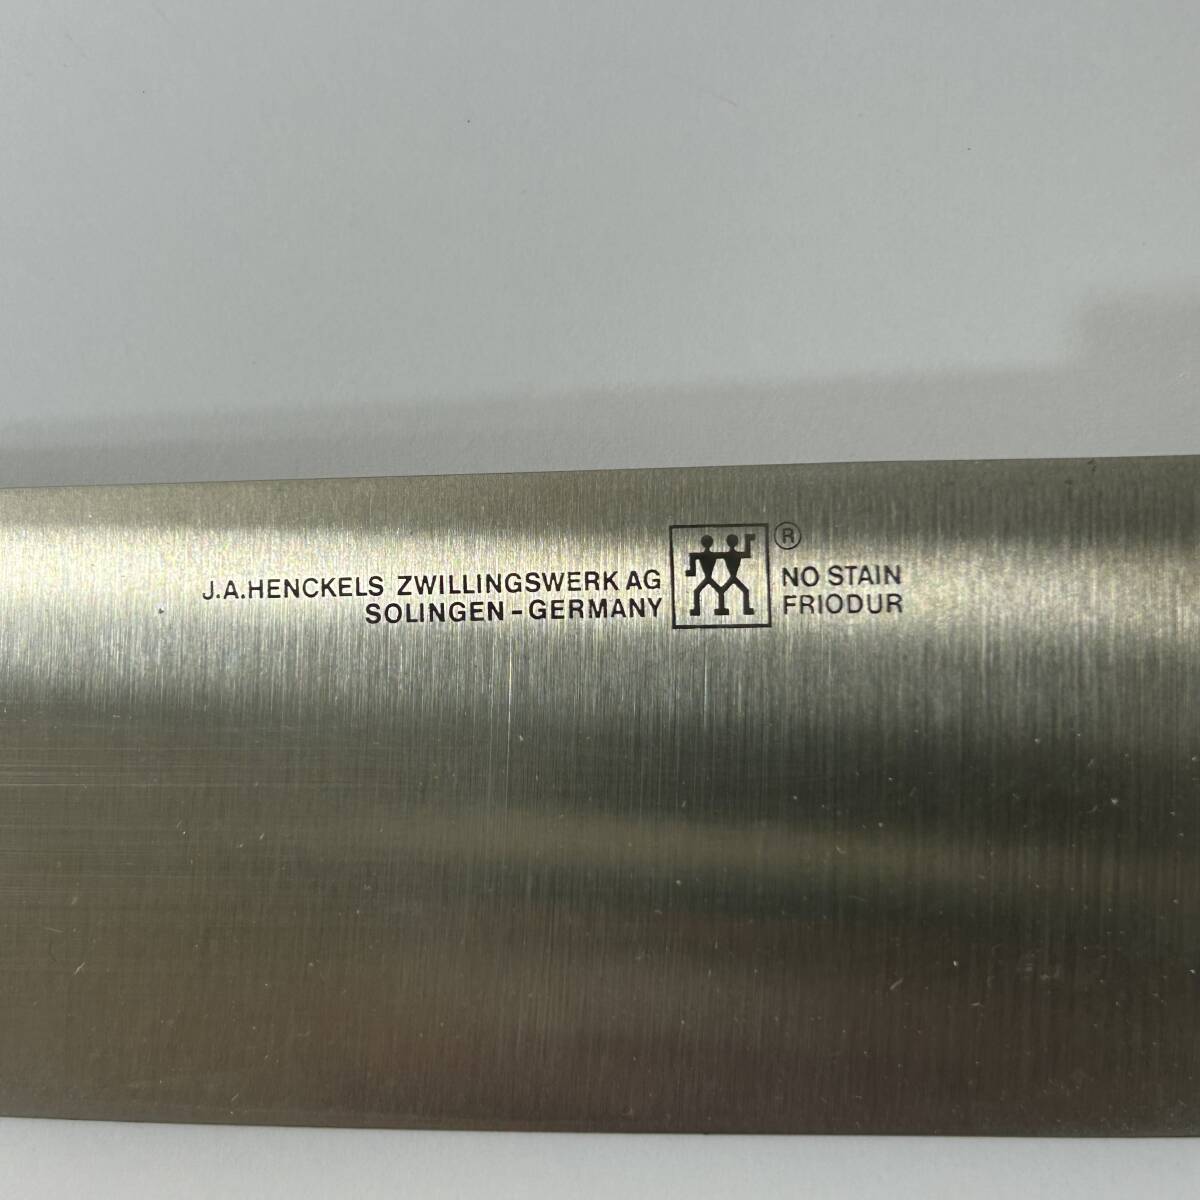 J.A.HENCKELS ZWILLINGSWERK AG
SOLINGEN-GERMANY
®
NO STAIN
FRIODUR